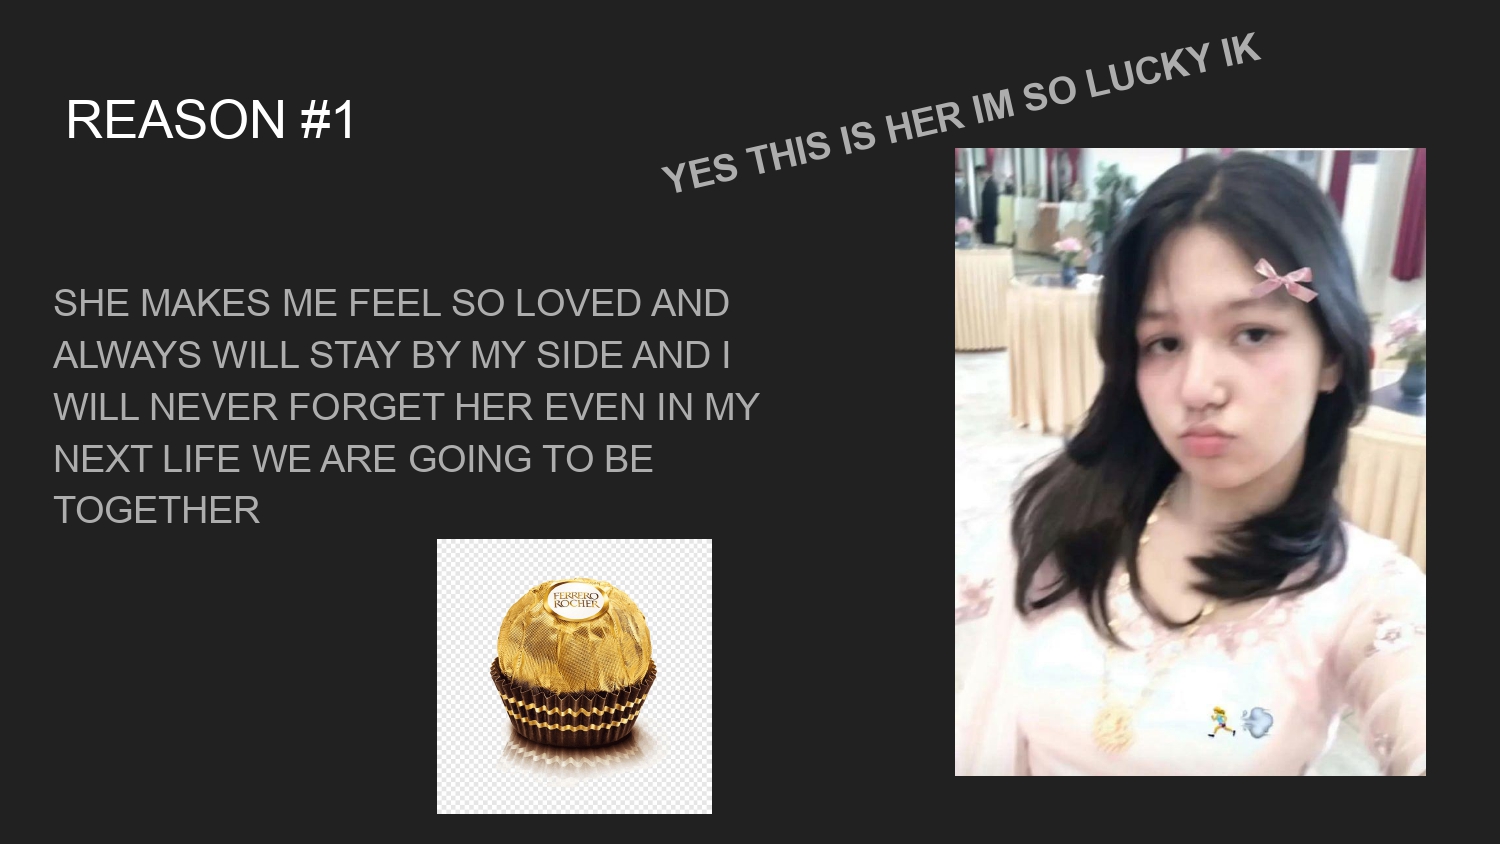 REASON #1
YES THIS IS HER IM SO LUCKY IK
SHE MAKES ME FEEL SO LOVED AND
ALWAYS WILL STAY BY MY SIDE AND I
WILL NEVER FORGET HER EVEN IN MY
NEXT LIFE WE ARE GOING TO BE
TOGETHER
FERRERO
ROCHER